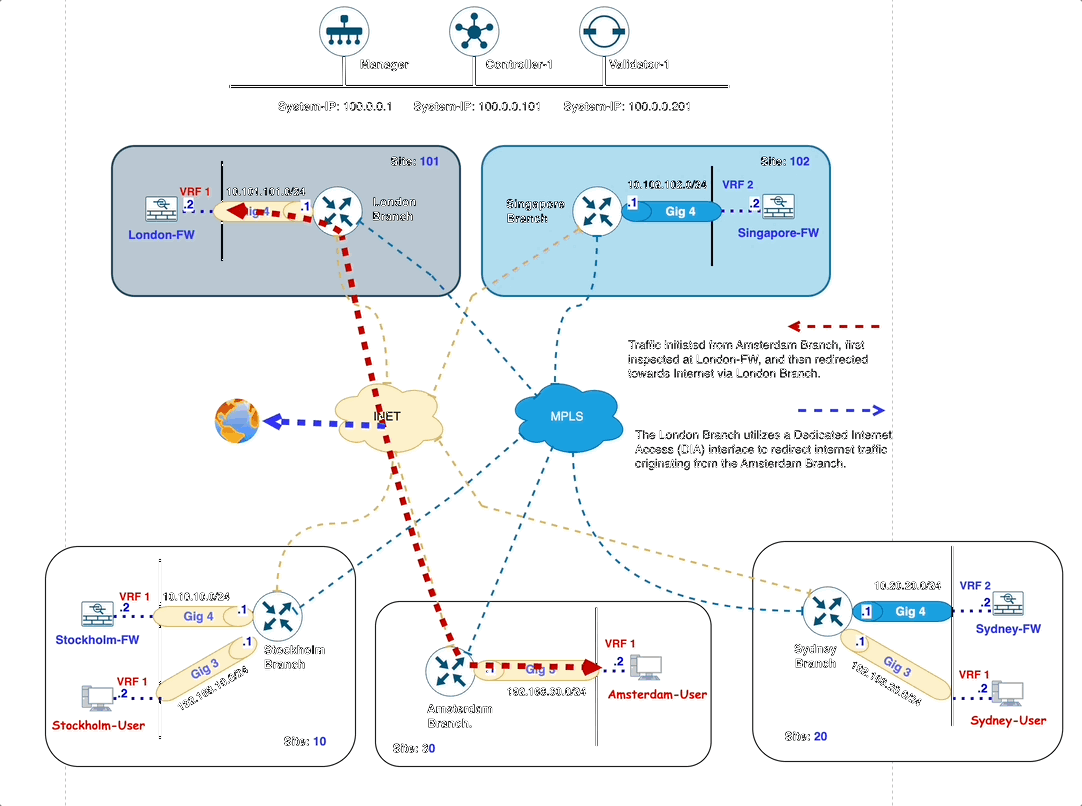 Manager
Controller-1
Validator-1
System-IP: 100.0.0.1
System-IP: 100.0.0.101
System-IP: 100.0.0.201
Site: 101
VRF 1
10.101.101.0/24
.2
Gig 4
.1
London
Branch
London-FW
Site: 102
Singapore
Branch
10.102.102.0/24
VRF 2
.1
Gig 4
.2
Singapore-FW
Traffic initiated from Amsterdam Branch, first
inspected at London-FW, and then redirected
towards Internet via London Branch.
INET
MPLS
The London Branch utilizes a Dedicated Internet
Access (DIA) interface to redirect internet traffic
originating from the Amsterdam Branch.
VRF 1
10.10.10.0/24
.2
Gig 4
.1
Stockholm-FW
Stockholm
Branch
.1
Gig 3
192.168.10.0/24
VRF 1
.2
Stockholm-User
Site: 10
VRF 1
.1
Gig 3
.2
192.168.30.0/24
Amsterdam-User
Amsterdam
Branch.
Site: 30
10.20.20.0/24
VRF 2
.1
Gig 4
.2
Sydney-FW
Sydney
Branch
.1
Gig 3
192.168.20.0/24
VRF 1
.2
Sydney-User
Site: 20